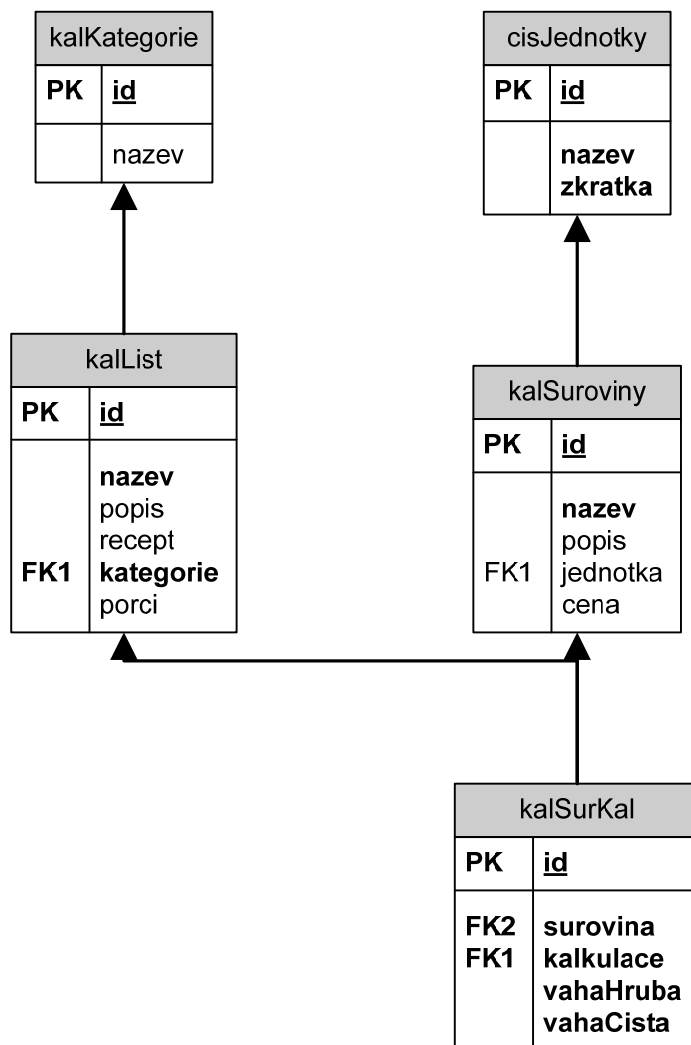 kalKategorie
PK id
nazev
cisJednotky
PK id
nazev
zkratka
kalList
PK id
nazev
popis
recept
FK1 kategorie
porci
kalSuroviny
PK id
nazev
popis
FK1 jednotka
cena
kalSurKal
PK id
FK2 surovina
FK1 kalkulace
vahaHruba
vahaCista